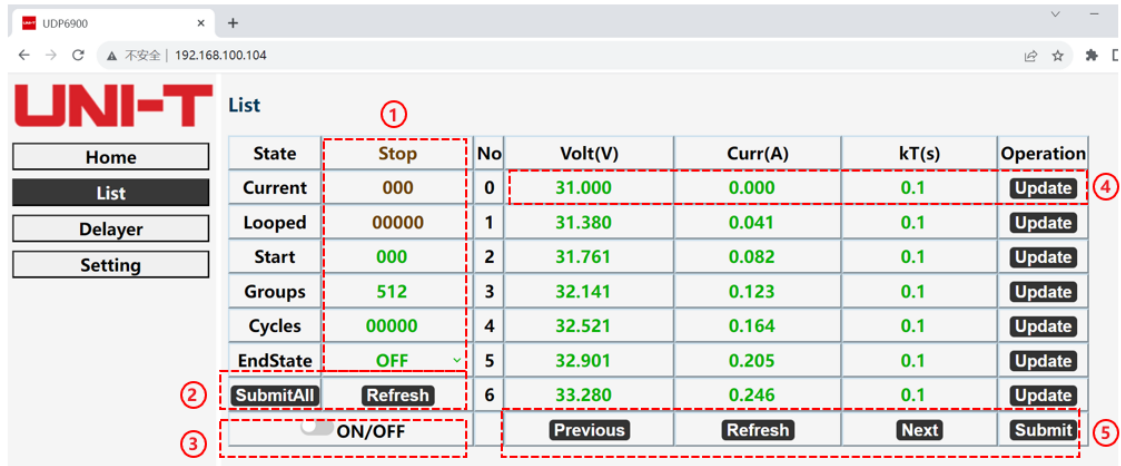 UNI-T UDP6900 × +
不安全 | 192.168.100.104
UNI-T
Home
List
Delayer
Setting
List
①
State Stop No Volt(V) Curr(A) kT(s) Operation
Current 000 0 31.000 0.000 0.1 Update ④
Looped 00000 1 31.380 0.041 0.1 Update
Start 000 2 31.761 0.082 0.1 Update
Groups 512 3 32.141 0.123 0.1 Update
Cycles 00000 4 32.521 0.164 0.1 Update
EndState OFF 5 32.901 0.205 0.1 Update
② SubmitAll Refresh 6 33.280 0.246 0.1 Update
③ ON/OFF Previous Refresh Next Submit ⑤